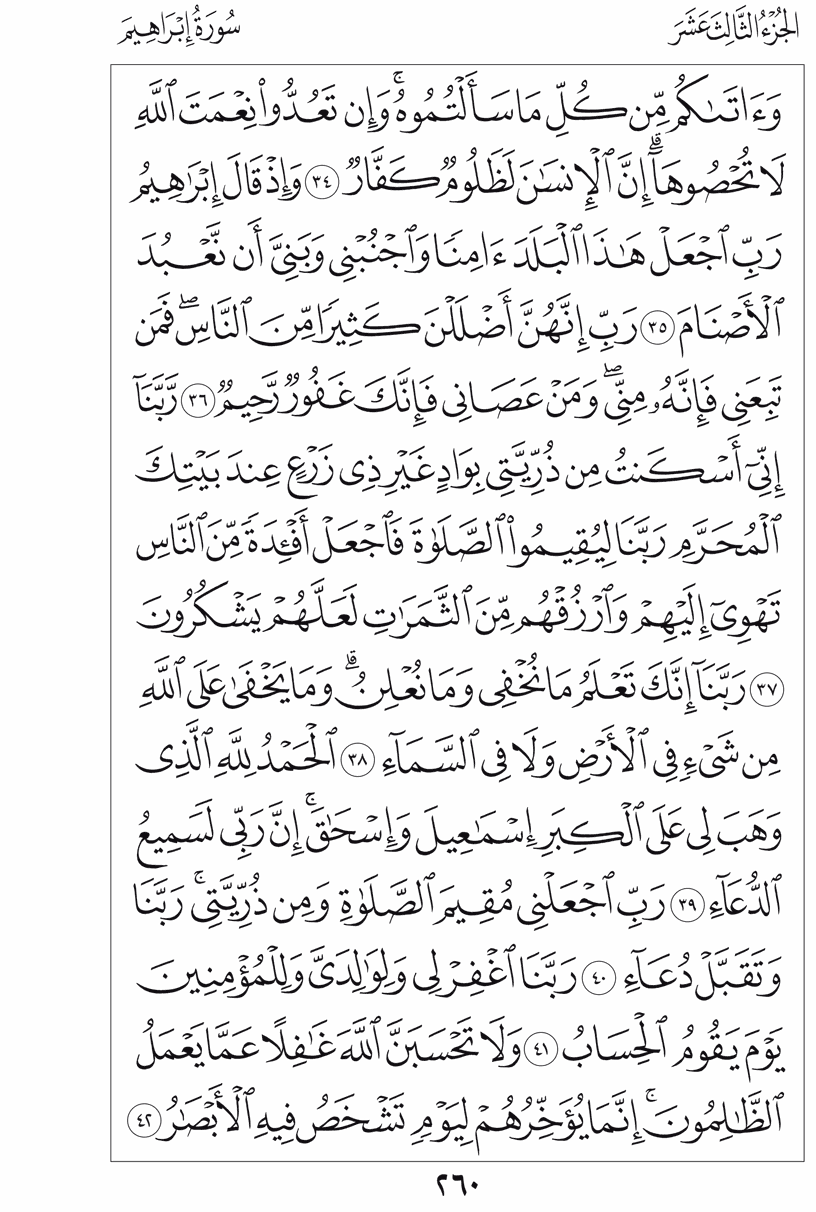 الجُزْءُ الثَّالِثَ عَشَرَ
سُورَةُ إِبْرَاهِيمَ
وَءَاتَىٰكُم مِّن كُلِّ مَا سَأَلْتُمُوهُۚ وَإِن تَعُدُّوا۟ نِعْمَتَ ٱللَّهِ
لَا تُحْصُوهَآۗ إِنَّ ٱلْإِنسَٰنَ لَظَلُومٌ كَفَّارٌ ٣٤ وَإِذْ قَالَ إِبْرَٰهِيمُ
رَبِّ ٱجْعَلْ هَٰذَا ٱلْبَلَدَ ءَامِنًا وَٱجْنُبْنِى وَبَنِىَّ أَن نَّعْبُدَ
ٱلْأَصْنَامَ ٣٥ رَبِّ إِنَّهُنَّ أَضْلَلْنَ كَثِيرًا مِّنَ ٱلنَّاسِۖ فَمَن
تَبِعَنِى فَإِنَّهُۥ مِنِّىۖ وَمَنْ عَصَانِى فَإِنَّكَ غَفُورٌ رَّحِيمٌ ٣٦ رَّبَّنَآ
إِنِّىٓ أَسْكَنتُ مِن ذُرِّيَّتِى بِوَادٍ غَيْرِ ذِى زَرْعٍ عِندَ بَيْتِكَ
ٱلْمُحَرَّمِ رَبَّنَا لِيُقِيمُوا۟ ٱلصَّلَوٰةَ فَٱجْعَلْ أَفْـِٔدَةً مِّنَ ٱلنَّاسِ
تَهْوِىٓ إِلَيْهِمْ وَٱرْزُقْهُم مِّنَ ٱلثَّمَرَٰتِ لَعَلَّهُمْ يَشْكُرُونَ
٣٧ رَبَّنَآ إِنَّكَ تَعْلَمُ مَا نُخْفِى وَمَا نُعْلِنُۗ وَمَا يَخْفَىٰ عَلَى ٱللَّهِ
مِن شَىْءٍ فِى ٱلْأَرْضِ وَلَا فِى ٱلسَّمَآءِ ٣٨ ٱلْحَمْدُ لِلَّهِ ٱلَّذِى
وَهَبَ لِى عَلَى ٱلْكِبَرِ إِسْمَٰعِيلَ وَإِسْحَٰقَۚ إِنَّ رَبِّى لَسَمِيعُ
ٱلدُّعَآءِ ٣٩ رَبِّ ٱجْعَلْنِى مُقِيمَ ٱلصَّلَوٰةِ وَمِن ذُرِّيَّتِىۚ رَبَّنَا
وَتَقَبَّلْ دُعَآءِ ٤٠ رَبَّنَا ٱغْفِرْ لِى وَلِوَٰلِدَىَّ وَلِلْمُؤْمِنِينَ
يَوْمَ يَقُومُ ٱلْحِسَابُ ٤١ وَلَا تَحْسَبَنَّ ٱللَّهَ غَٰفِلًا عَمَّا يَعْمَلُ
ٱلظَّٰلِمُونَۚ إِنَّمَا يُؤَخِّرُهُمْ لِيَوْمٍ تَشْخَصُ فِيهِ ٱلْأَبْصَٰرُ ٤٢
٢٦٠